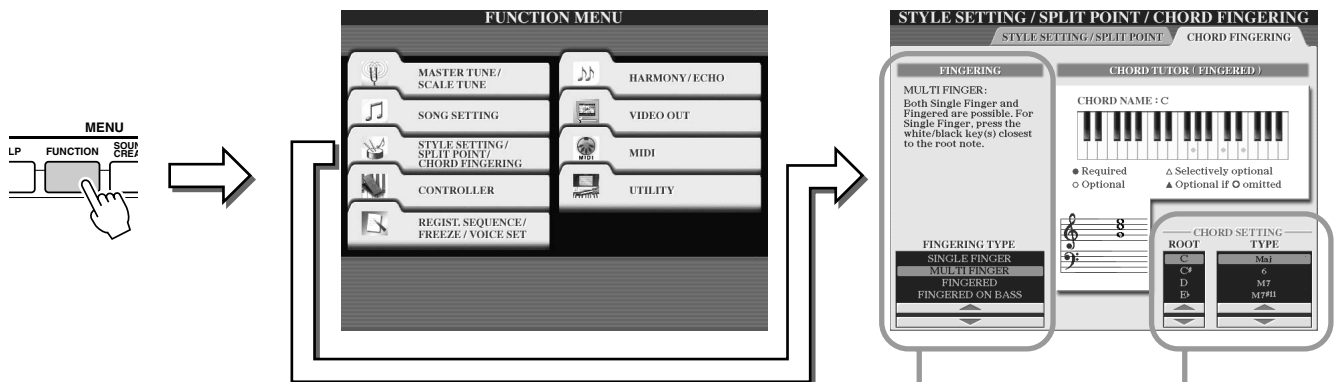 MENU
LP
FUNCTION
SOUN
CREA
FUNCTION MENU
MASTER TUNE /
SCALE TUNE
SONG SETTING
STYLE SETTING /
SPLIT POINT /
CHORD FINGERING
CONTROLLER
REGIST. SEQUENCE /
FREEZE / VOICE SET
HARMONY / ECHO
VIDEO OUT
MIDI
MIDI
UTILITY
STYLE SETTING / SPLIT POINT / CHORD FINGERING
STYLE SETTING / SPLIT POINT
CHORD FINGERING
FINGERING
MULTI FINGER :
Both Single Finger and
Fingered are possible. For
Single Finger, press the
white/black key(s) closest
to the root note.
FINGERING TYPE
SINGLE FINGER
MULTI FINGER
FINGERED
FINGERED ON BASS
CHORD TUTOR ( FINGERED )
CHORD NAME : C
● Required △ Selectively optional
○ Optional ▲ Optional if O omitted
CHORD SETTING
ROOT TYPE
C Maj
C# 6
D M7
E♭ M7#11